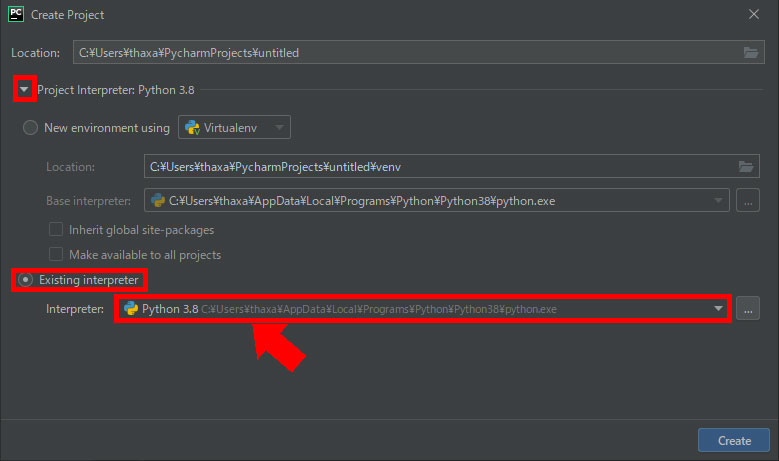 PC Create Project
Location: C:¥Users¥thaxa¥PycharmProjects¥untitled
Project Interpreter: Python 3.8
New environment using Virtualenv
Location: C:¥Users¥thaxa¥PycharmProjects¥untitled¥venv
Base interpreter: C:¥Users¥thaxa¥AppData¥Local¥Programs¥Python¥Python38¥python.exe ...
Inherit global site-packages
Make available to all projects
Existing interpreter
Interpreter: Python 3.8 C:¥Users¥thaxa¥AppData¥Local¥Programs¥Python¥Python38¥python.exe ...
Create